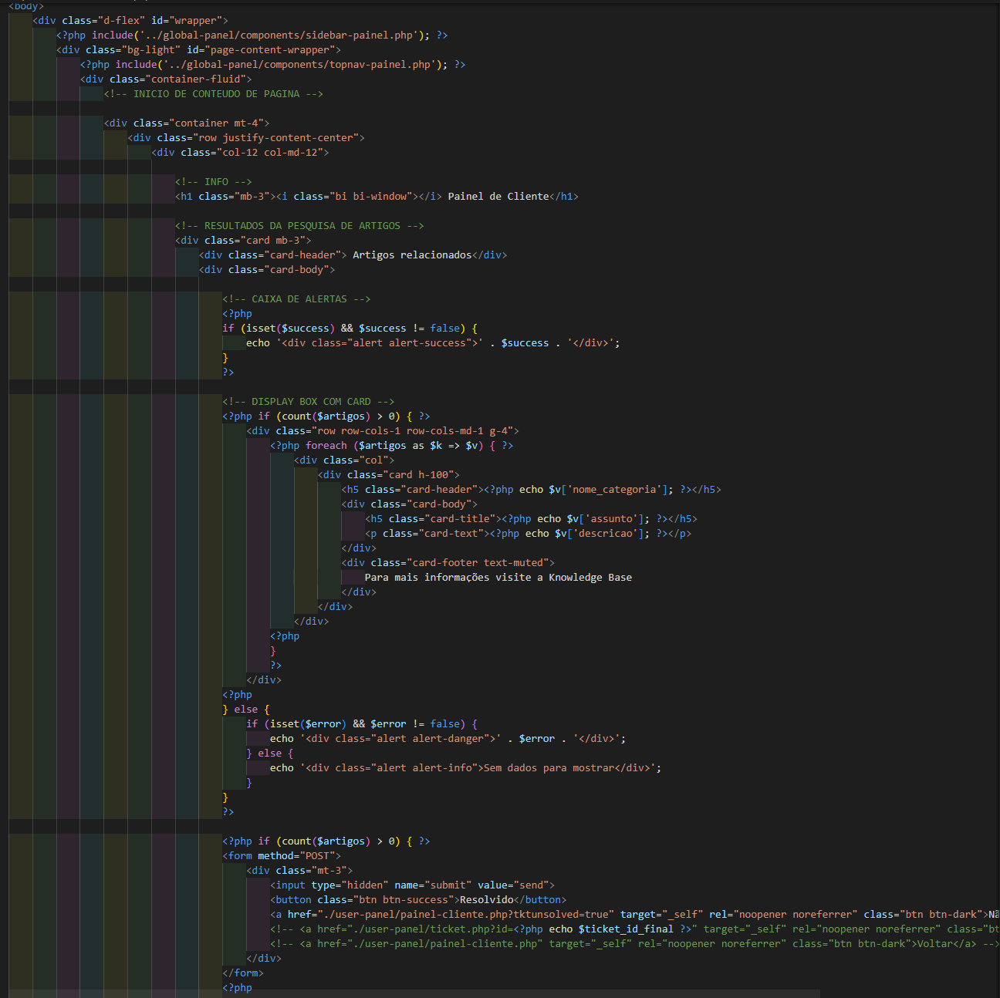 <body>
<div class="d-flex" id="wrapper">
<?php include('../global-panel/components/sidebar-painel.php'); ?>
<div class="bg-light" id="page-content-wrapper">
<?php include('../global-panel/components/topnav-painel.php'); ?>
<div class="container-fluid">
<!-- INICIO DE CONTEUDO DE PAGINA -->
<div class="container mt-4">
<div class="row justify-content-center">
<div class="col-12 col-md-12">
<!-- INFO -->
<h1 class="mb-3"><i class="bi bi-window"></i> Painel de Cliente</h1>
<!-- RESULTADOS DA PESQUISA DE ARTIGOS -->
<div class="card mb-3">
<div class="card-header"> Artigos relacionados</div>
<div class="card-body">
<!-- CAIXA DE ALERTAS -->
<?php
if (isset($success) && $success != false) {
echo '<div class="alert alert-success">' . $success . '</div>';
}
?>
<!-- DISPLAY BOX COM CARD -->
<?php if (count($artigos) > 0) { ?>
<div class="row row-cols-1 row-cols-md-1 g-4">
<?php foreach ($artigos as $k => $v) { ?>
<div class="col">
<div class="card h-100">
<h5 class="card-header"><?php echo $v['nome_categoria']; ?></h5>
<div class="card-body">
<h5 class="card-title"><?php echo $v['assunto']; ?></h5>
<p class="card-text"><?php echo $v['descricao']; ?></p>
</div>
<div class="card-footer text-muted">
Para mais informações visite a Knowledge Base
</div>
</div>
</div>
<?php
}
?>
</div>
<?php
} else {
if (isset($error) && $error != false) {
echo '<div class="alert alert-danger">' . $error . '</div>';
} else {
echo '<div class="alert alert-info">Sem dados para mostrar</div>';
}
}
?>
<?php if (count($artigos) > 0) { ?>
<form method="POST">
<div class="mt-3">
<input type="hidden" name="submit" value="send">
<button class="btn btn-success">Resolvido</button>
<a href="./user-panel/painel-cliente.php?tktunsolved=true" target="_self" rel="noopener noreferrer" class="btn btn-dark">Nã
<!-- <a href="./user-panel/ticket.php?id=<?php echo $ticket_id_final ?>" target="_self" rel="noopener noreferrer" class="bt
<!-- <a href="./user-panel/painel-cliente.php" target="_self" rel="noopener noreferrer" class="btn btn-dark">Voltar</a> -->
</div>
</form>
<?php